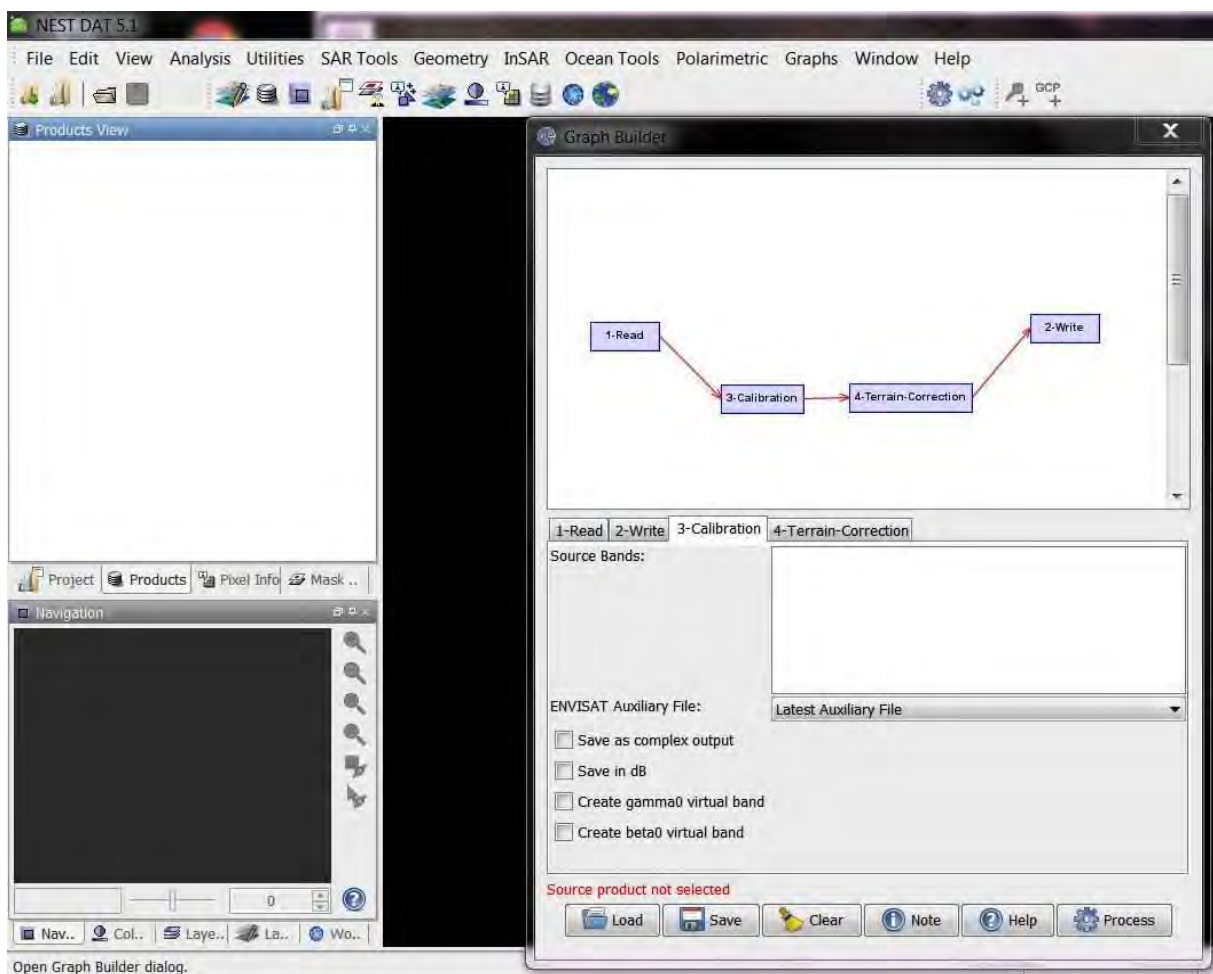 NEST DAT 5.1
File Edit View Analysis Utilities SAR Tools Geometry InSAR Ocean Tools Polarimetric Graphs Window Help
GCP
Products View
Graph Builder
X
1-Read
2-Write
3-Calibration
4-Terrain-Correction
1-Read 2-Write 3-Calibration 4-Terrain-Correction
Source Bands:
Project Products Pixel Info Mask ..
Navigation
ENVISAT Auxiliary File: Latest Auxiliary File
Save as complex output
Save in dB
Create gamma0 virtual band
Create beta0 virtual band
0
Source product not selected
Load Save Clear Note Help Process
Nav.. Col.. Laye.. La.. Wo..
Open Graph Builder dialog.